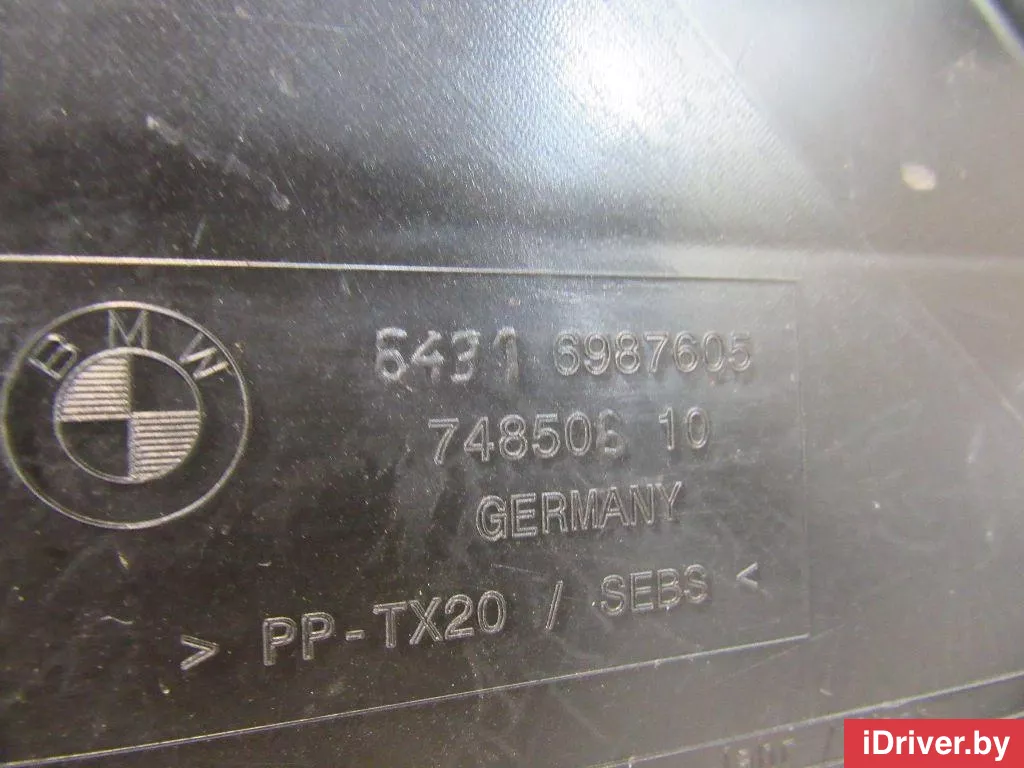 BMW
6431 6987605
748506 10
GERMANY
> PP-TX20 / SEBS <
iDriver.by